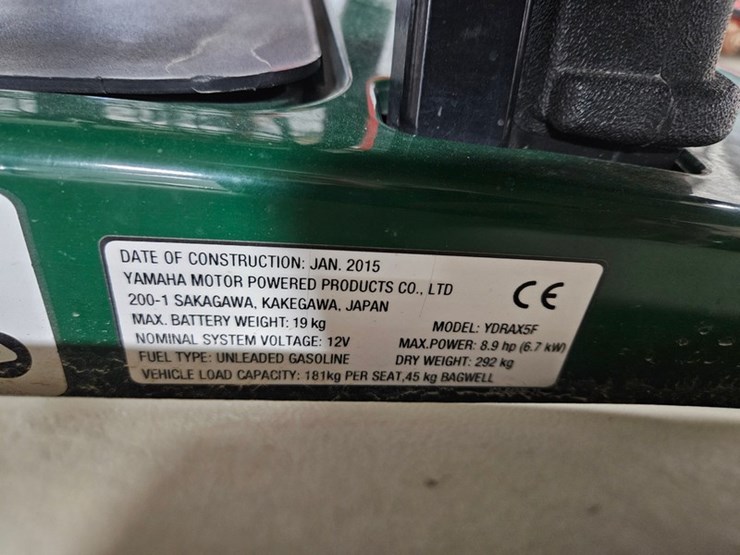 DATE OF CONSTRUCTION: JAN. 2015
YAMAHA MOTOR POWERED PRODUCTS CO., LTD
200-1 SAKAGAWA, KAKEGAWA, JAPAN
CE
MAX. BATTERY WEIGHT: 19 kg
MODEL: YDRAX5F
NOMINAL SYSTEM VOLTAGE: 12V
MAX.POWER: 8.9 hp (6.7 kW)
FUEL TYPE: UNLEADED GASOLINE
DRY WEIGHT: 292 kg
VEHICLE LOAD CAPACITY: 181kg PER SEAT,45 kg BAGWELL